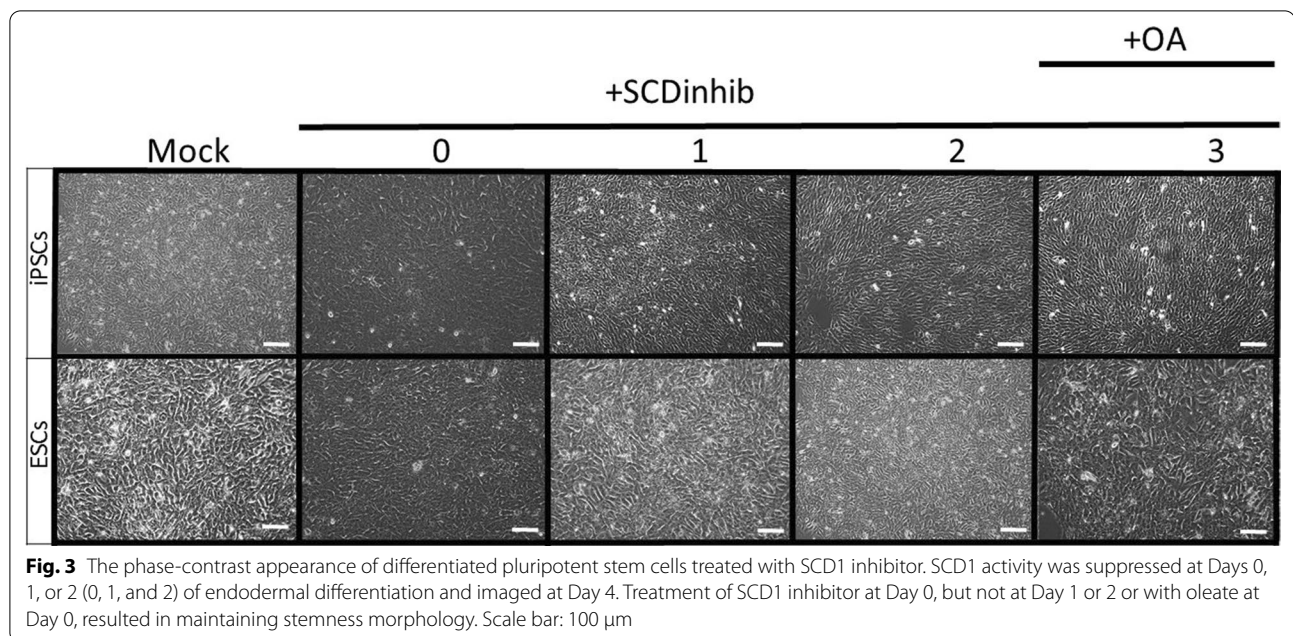 +OA
+SCDinhib
Mock 0 1 2 3
iPSCs
ESCs
Fig. 3 The phase-contrast appearance of differentiated pluripotent stem cells treated with SCD1 inhibitor. SCD1 activity was suppressed at Days 0,
1, or 2 (0, 1, and 2) of endodermal differentiation and imaged at Day 4. Treatment of SCD1 inhibitor at Day 0, but not at Day 1 or 2 or with oleate at
Day 0, resulted in maintaining stemness morphology. Scale bar: 100 μm